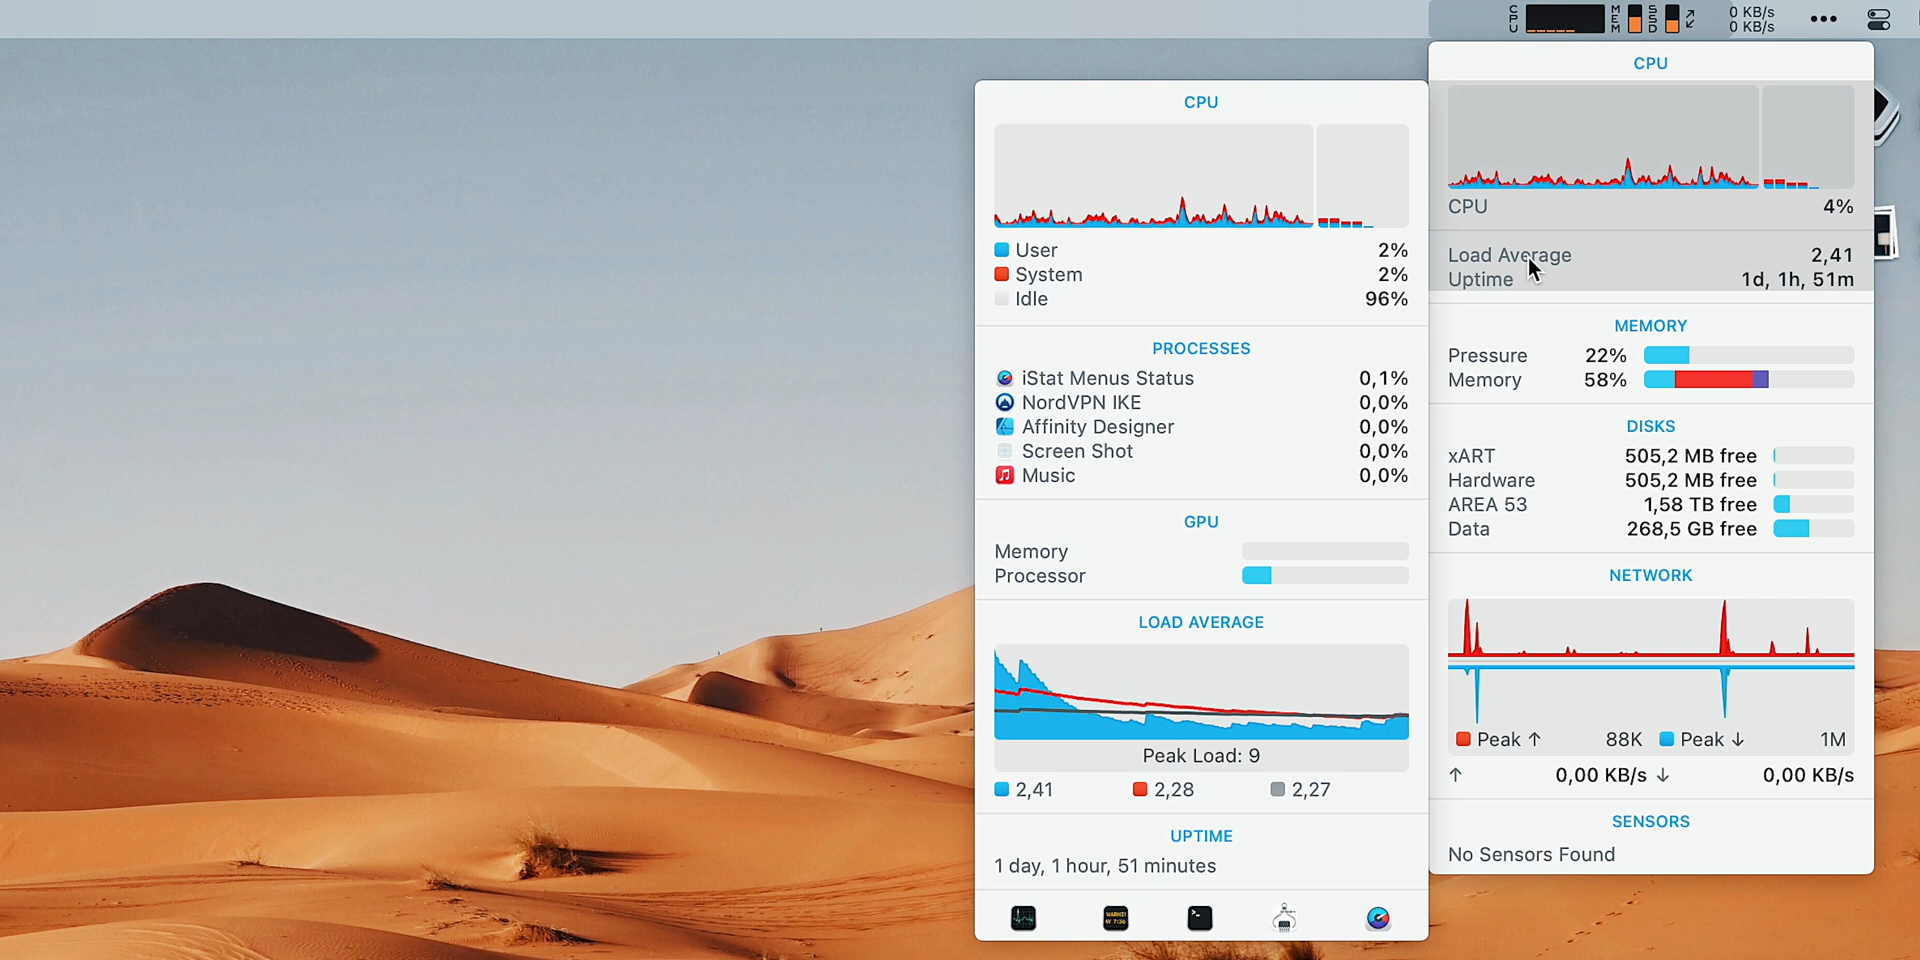 CPU
MEM
SSD
0 KB/s
0 KB/s
CPU
User 2%
System 2%
Idle 96%
PROCESSES
iStat Menus Status 0,1%
NordVPN IKE 0,0%
Affinity Designer 0,0%
Screen Shot 0,0%
Music 0,0%
GPU
Memory
Processor
LOAD AVERAGE
Peak Load: 9
2,41 2,28 2,27
UPTIME
1 day, 1 hour, 51 minutes
CPU
CPU 4%
Load Average 2,41
Uptime 1d, 1h, 51m
MEMORY
Pressure 22%
Memory 58%
DISKS
xART 505,2 MB free
Hardware 505,2 MB free
AREA 53 1,58 TB free
Data 268,5 GB free
NETWORK
Peak ↑ 88K Peak ↓ 1M
↑ 0,00 KB/s ↓ 0,00 KB/s
SENSORS
No Sensors Found